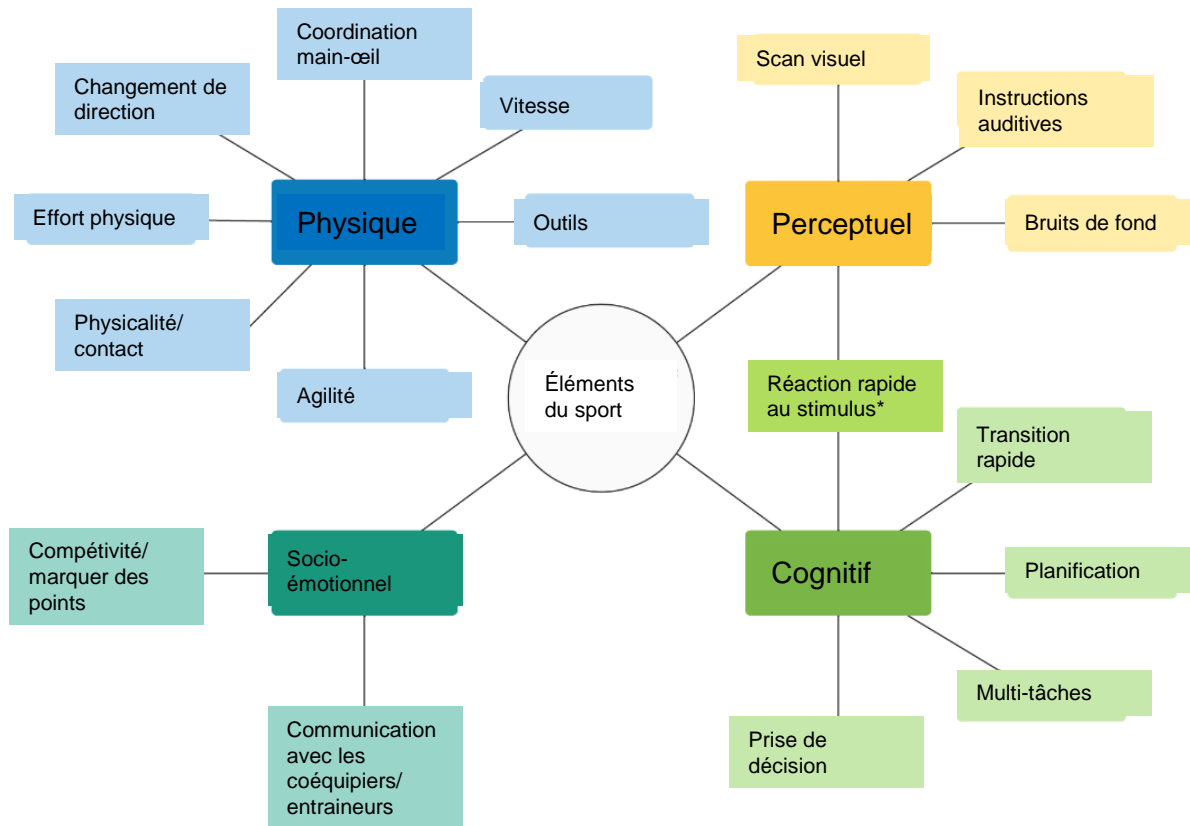 Coordination
main-œil
Changement de
direction
Vitesse
Effort physique
Physique
Outils
Physicalité/
contact
Agilité
Scan visuel
Instructions
auditives
Perceptuel
Bruits de fond
Éléments
du sport
Réaction rapide
au stimulus*
Transition
rapide
Compétivité/
marquer des
points
Socio-
émotionnel
Communication
avec les
coéquipiers/
entraineurs
Cognitif
Planification
Multi-tâches
Prise de
décision